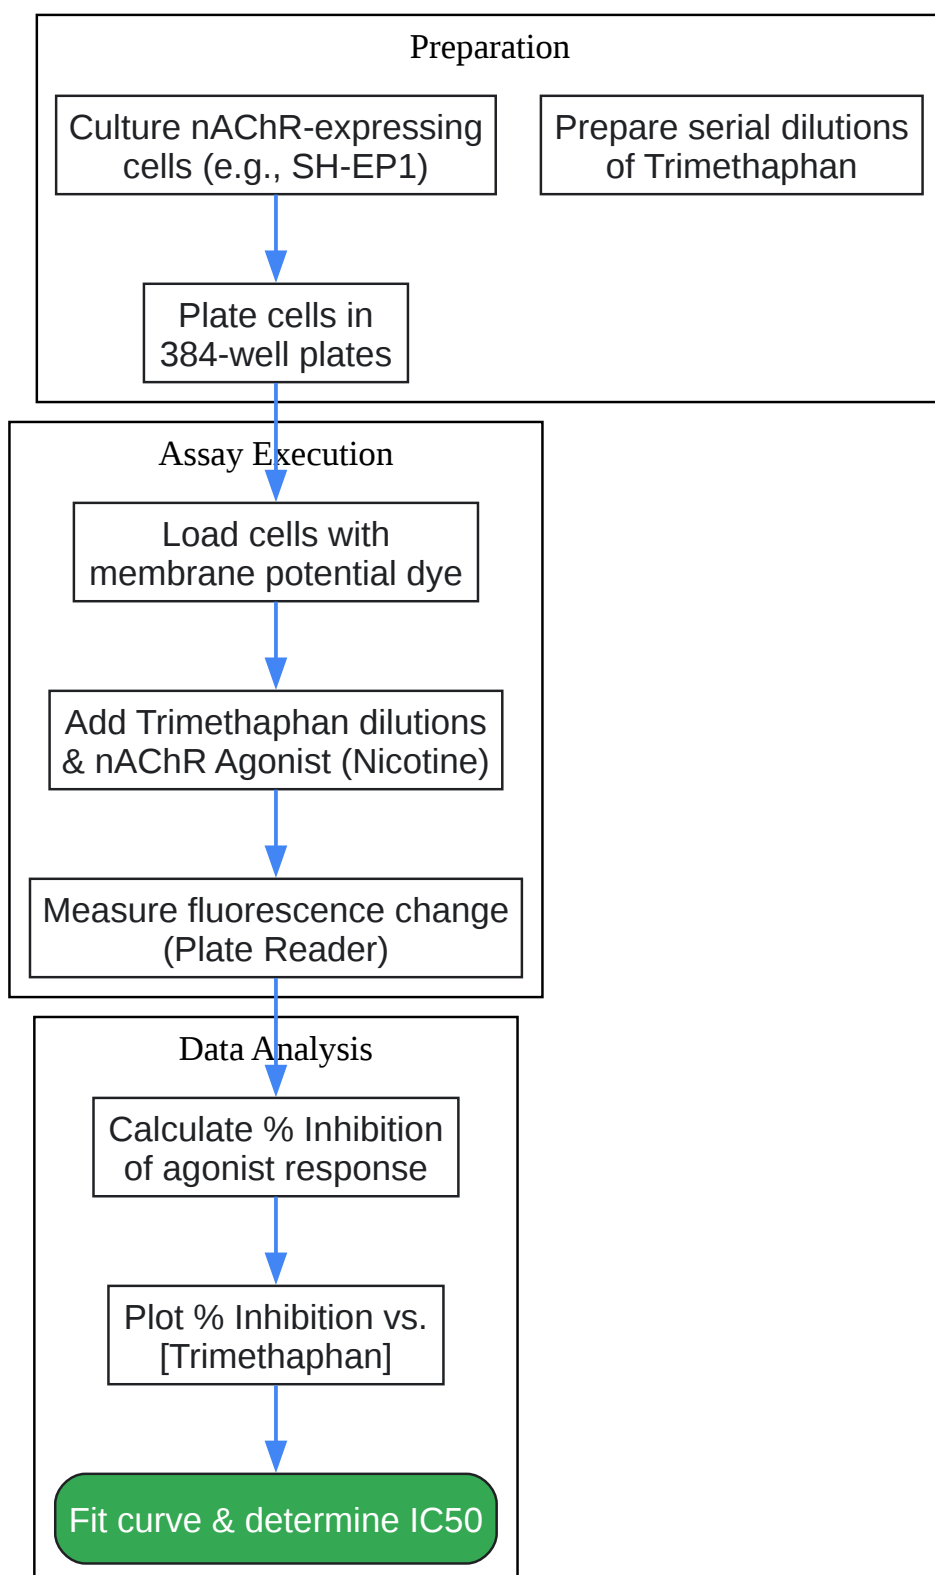 Preparation
Culture nAChR-expressing
cells (e.g., SH-EP1)
Prepare serial dilutions
of Trimethaphan
Plate cells in
384-well plates
Assay Execution
Load cells with
membrane potential dye
Add Trimethaphan dilutions
& nAChR Agonist (Nicotine)
Measure fluorescence change
(Plate Reader)
Data Analysis
Calculate % Inhibition
of agonist response
Plot % Inhibition vs.
[Trimethaphan]
Fit curve & determine IC50